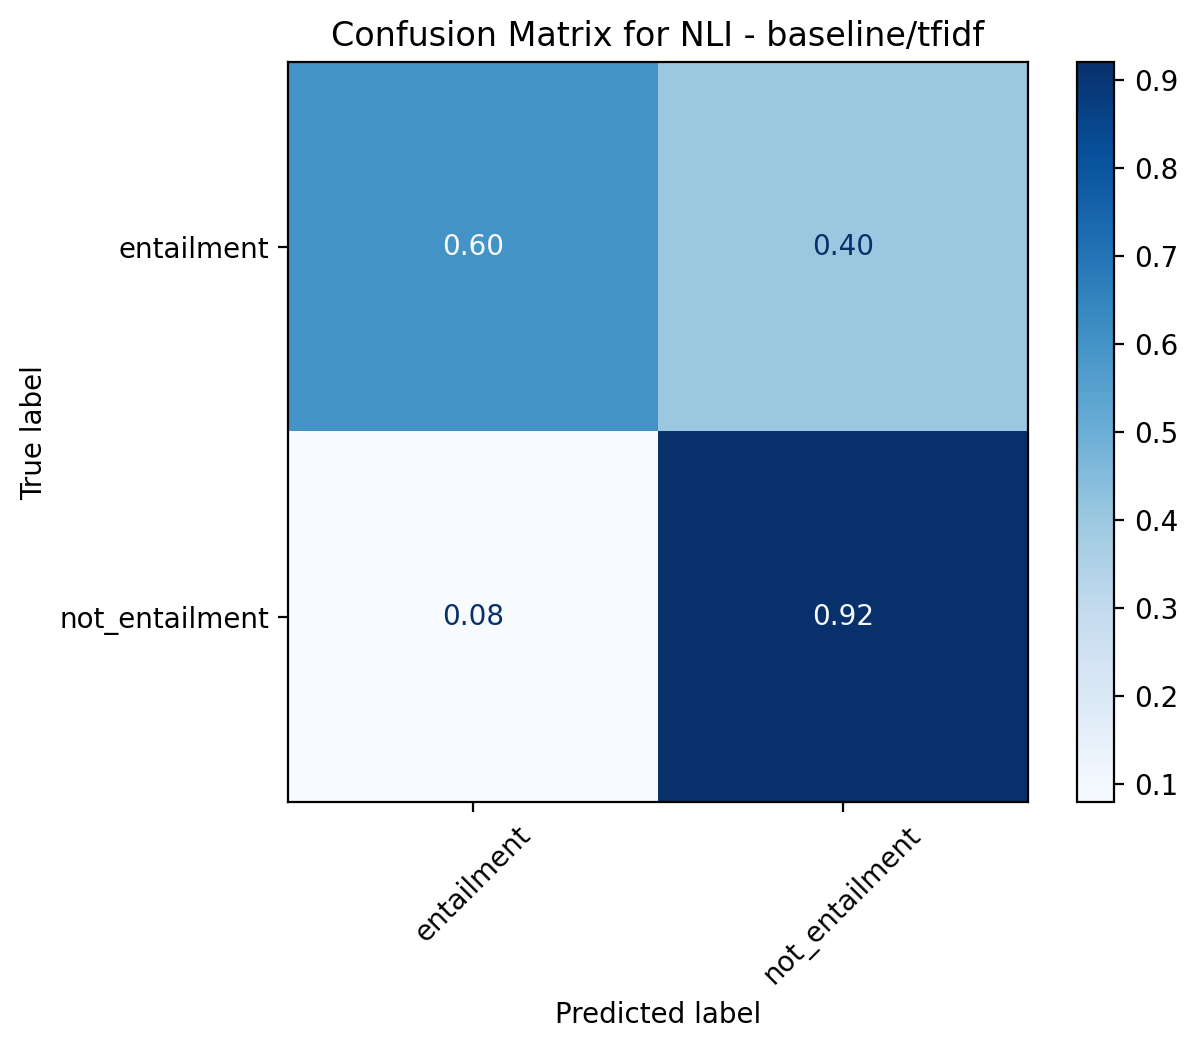 Confusion Matrix for NLI - baseline/tfidf
True label
entailment
not_entailment
0.60
0.40
0.08
0.92
entailment
not_entailment
Predicted label
0.9
0.8
0.7
0.6
0.5
0.4
0.3
0.2
0.1